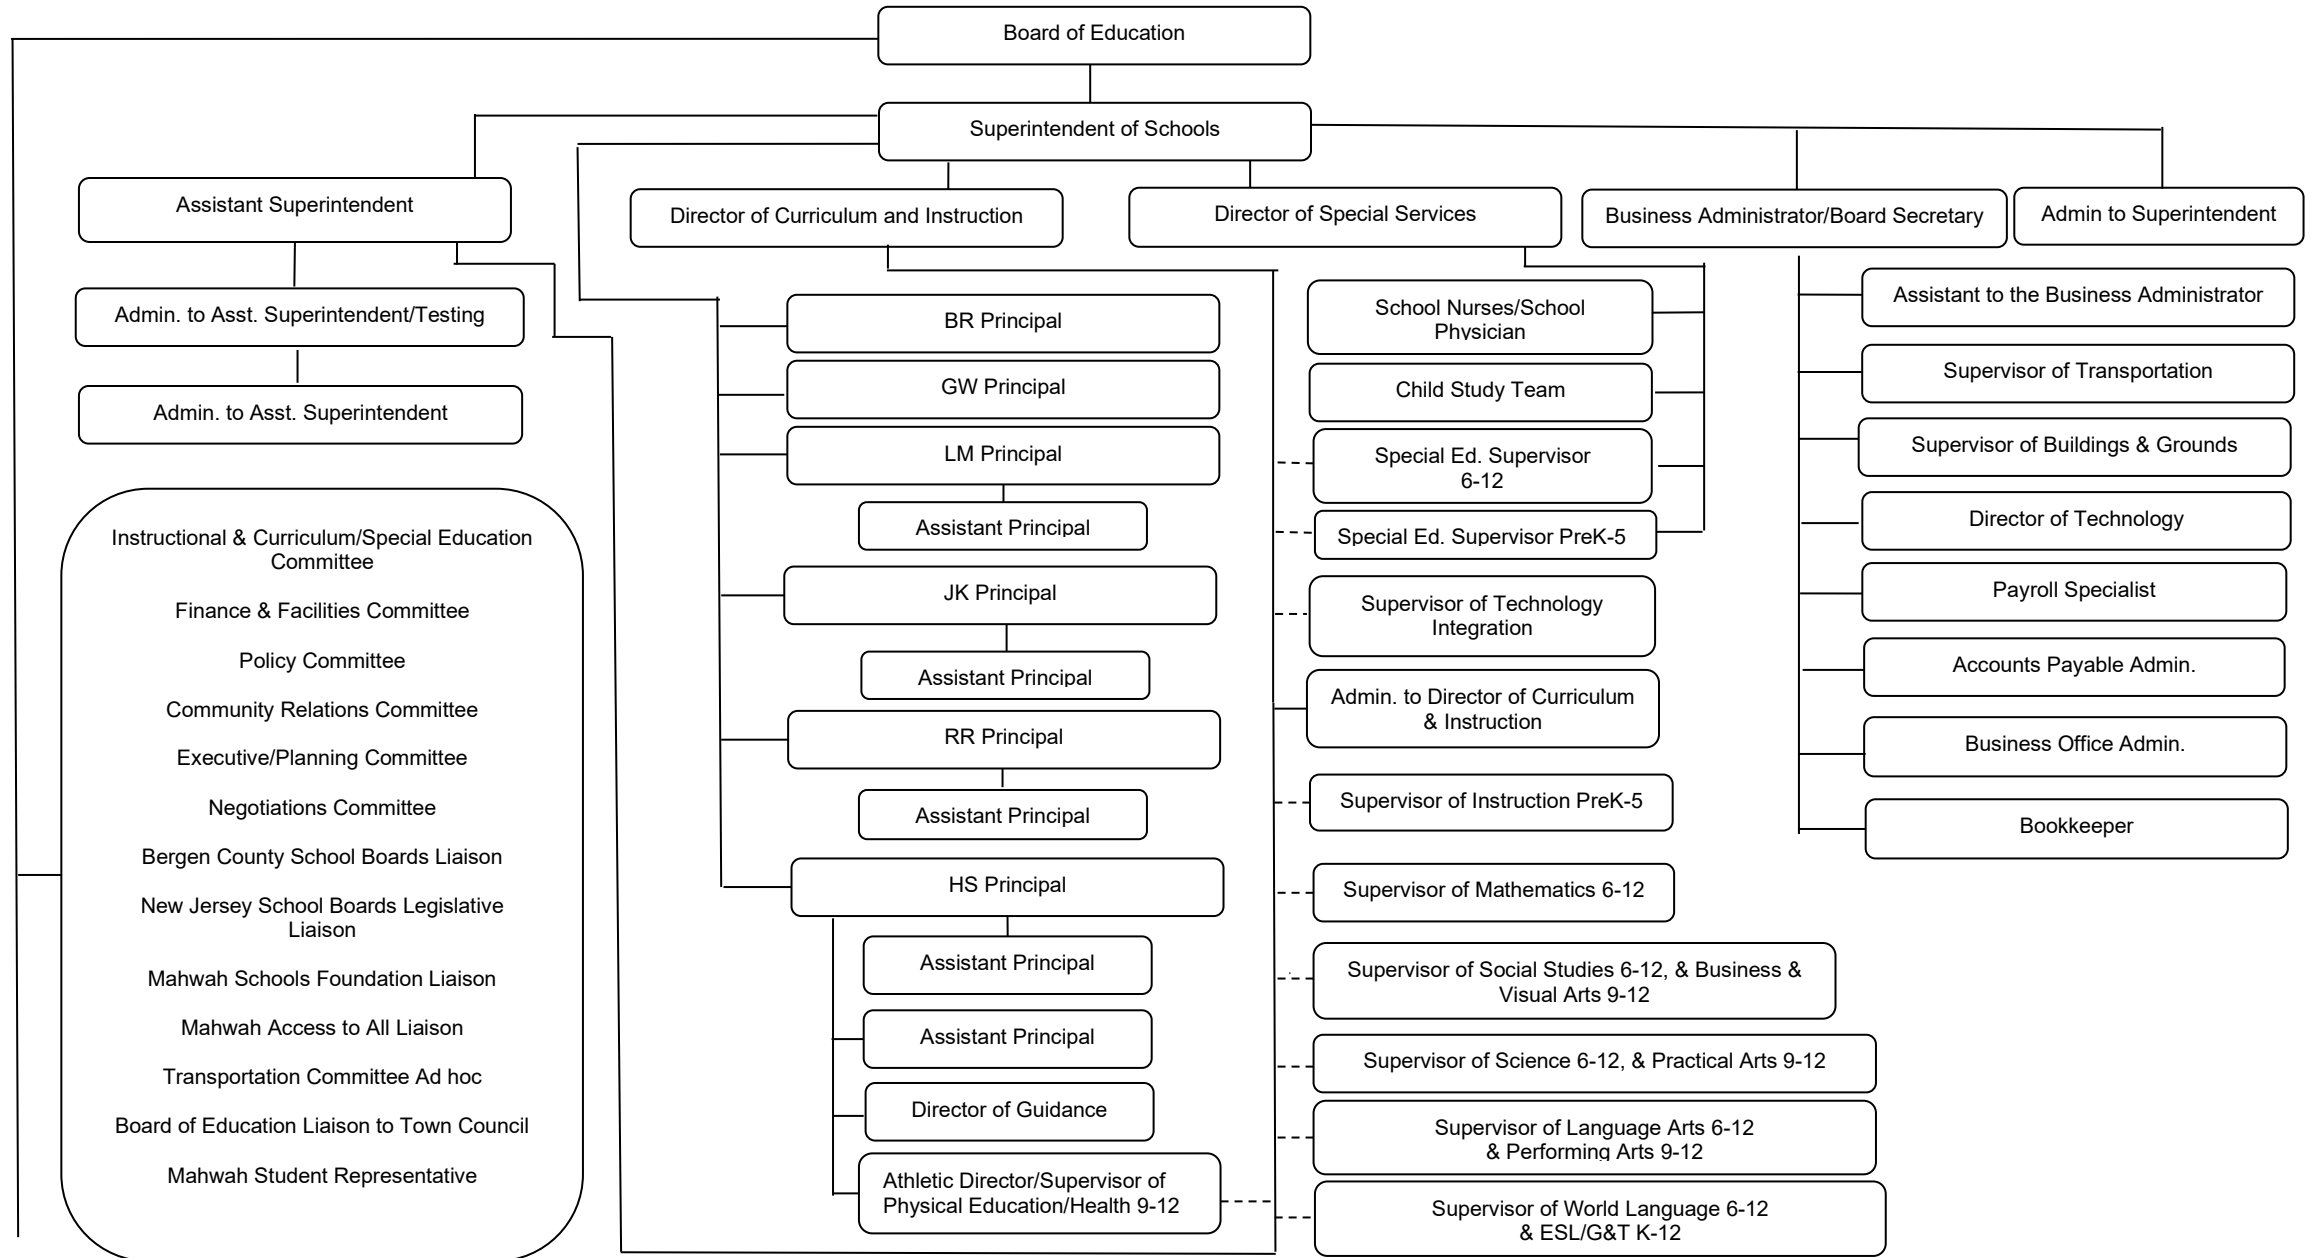 Board of Education
Superintendent of Schools
Assistant Superintendent
Director of Curriculum and Instruction
Director of Special Services
Business Administrator/Board Secretary
Admin to Superintendent
Admin. to Asst. Superintendent/Testing
Admin. to Asst. Superintendent
Instructional & Curriculum/Special Education
Committee
Finance & Facilities Committee
Policy Committee
Community Relations Committee
Executive/Planning Committee
Negotiations Committee
Bergen County School Boards Liaison
New Jersey School Boards Legislative
Liaison
Mahwah Schools Foundation Liaison
Mahwah Access to All Liaison
Transportation Committee Ad hoc
Board of Education Liaison to Town Council
Mahwah Student Representative
BR Principal
GW Principal
LM Principal
Assistant Principal
JK Principal
Assistant Principal
RR Principal
Assistant Principal
HS Principal
Assistant Principal
Assistant Principal
Director of Guidance
Athletic Director/Supervisor of
Physical Education/Health 9-12
School Nurses/School
Physician
Child Study Team
Special Ed. Supervisor
6-12
Special Ed. Supervisor PreK-5
Supervisor of Technology
Integration
Admin. to Director of Curriculum
& Instruction
Supervisor of Instruction PreK-5
Supervisor of Mathematics 6-12
Supervisor of Social Studies 6-12, & Business &
Visual Arts 9-12
Supervisor of Science 6-12, & Practical Arts 9-12
Supervisor of Language Arts 6-12
& Performing Arts 9-12
Supervisor of World Language 6-12
& ESL/G&T K-12
Assistant to the Business Administrator
Supervisor of Transportation
Supervisor of Buildings & Grounds
Director of Technology
Payroll Specialist
Accounts Payable Admin.
Business Office Admin.
Bookkeeper